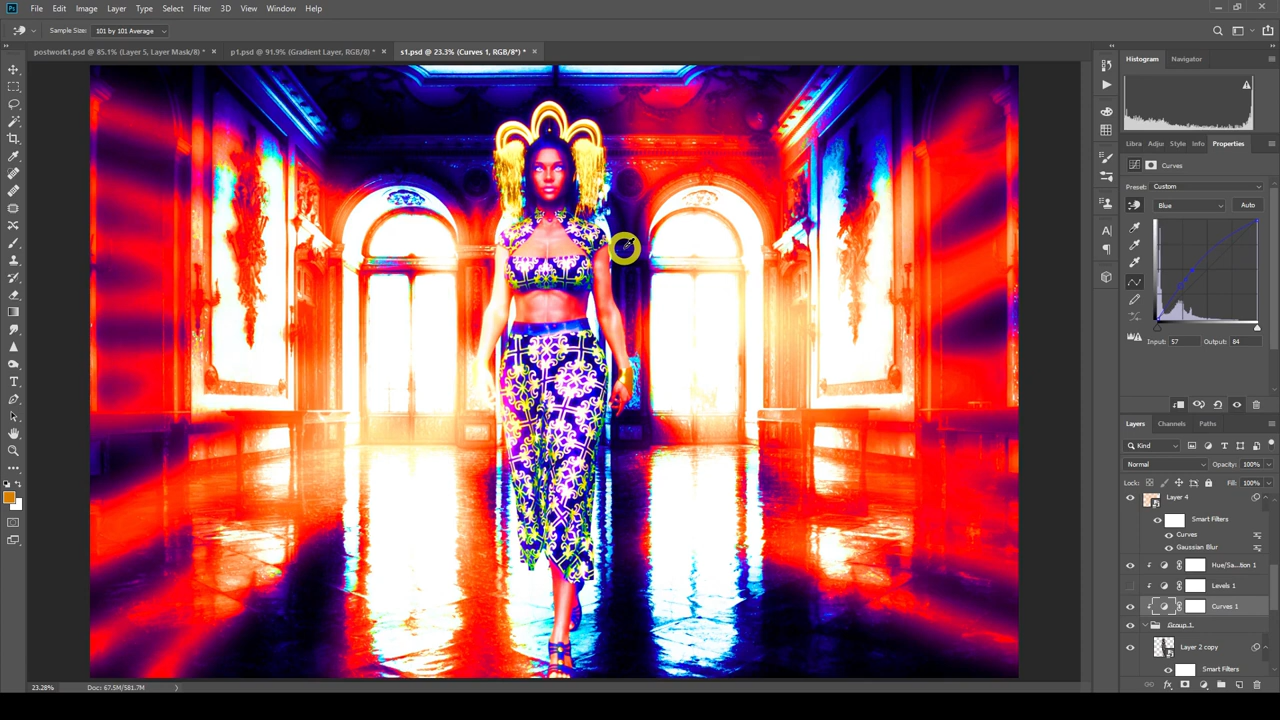 Ps File Edit Image Layer Type Select Filter 3D View Window Help
Sample Size: 101 by 101 Average
postwork1.psd @ 85.1% (Layer 5, Layer Mask/8) * × p1.psd @ 91.9% (Gradient Layer, RGB/8) * × s1.psd @ 23.3% (Curves 1, RGB/8*) * ×
Histogram Navigator
Libra Adjus Style Info Properties
Curves
Preset: Custom
Blue Auto
Input: 57 Output: 84
Layers Channels Paths
Kind
Normal Opacity: 100%
Lock: Fill: 100%
Layer 4
Smart Filters
Curves
Gaussian Blur
Hue/Sa...tion 1
Levels 1
Curves 1
Group 1
Layer 2 copy
Smart Filters
23.28% Doc: 67.5M/581.7M